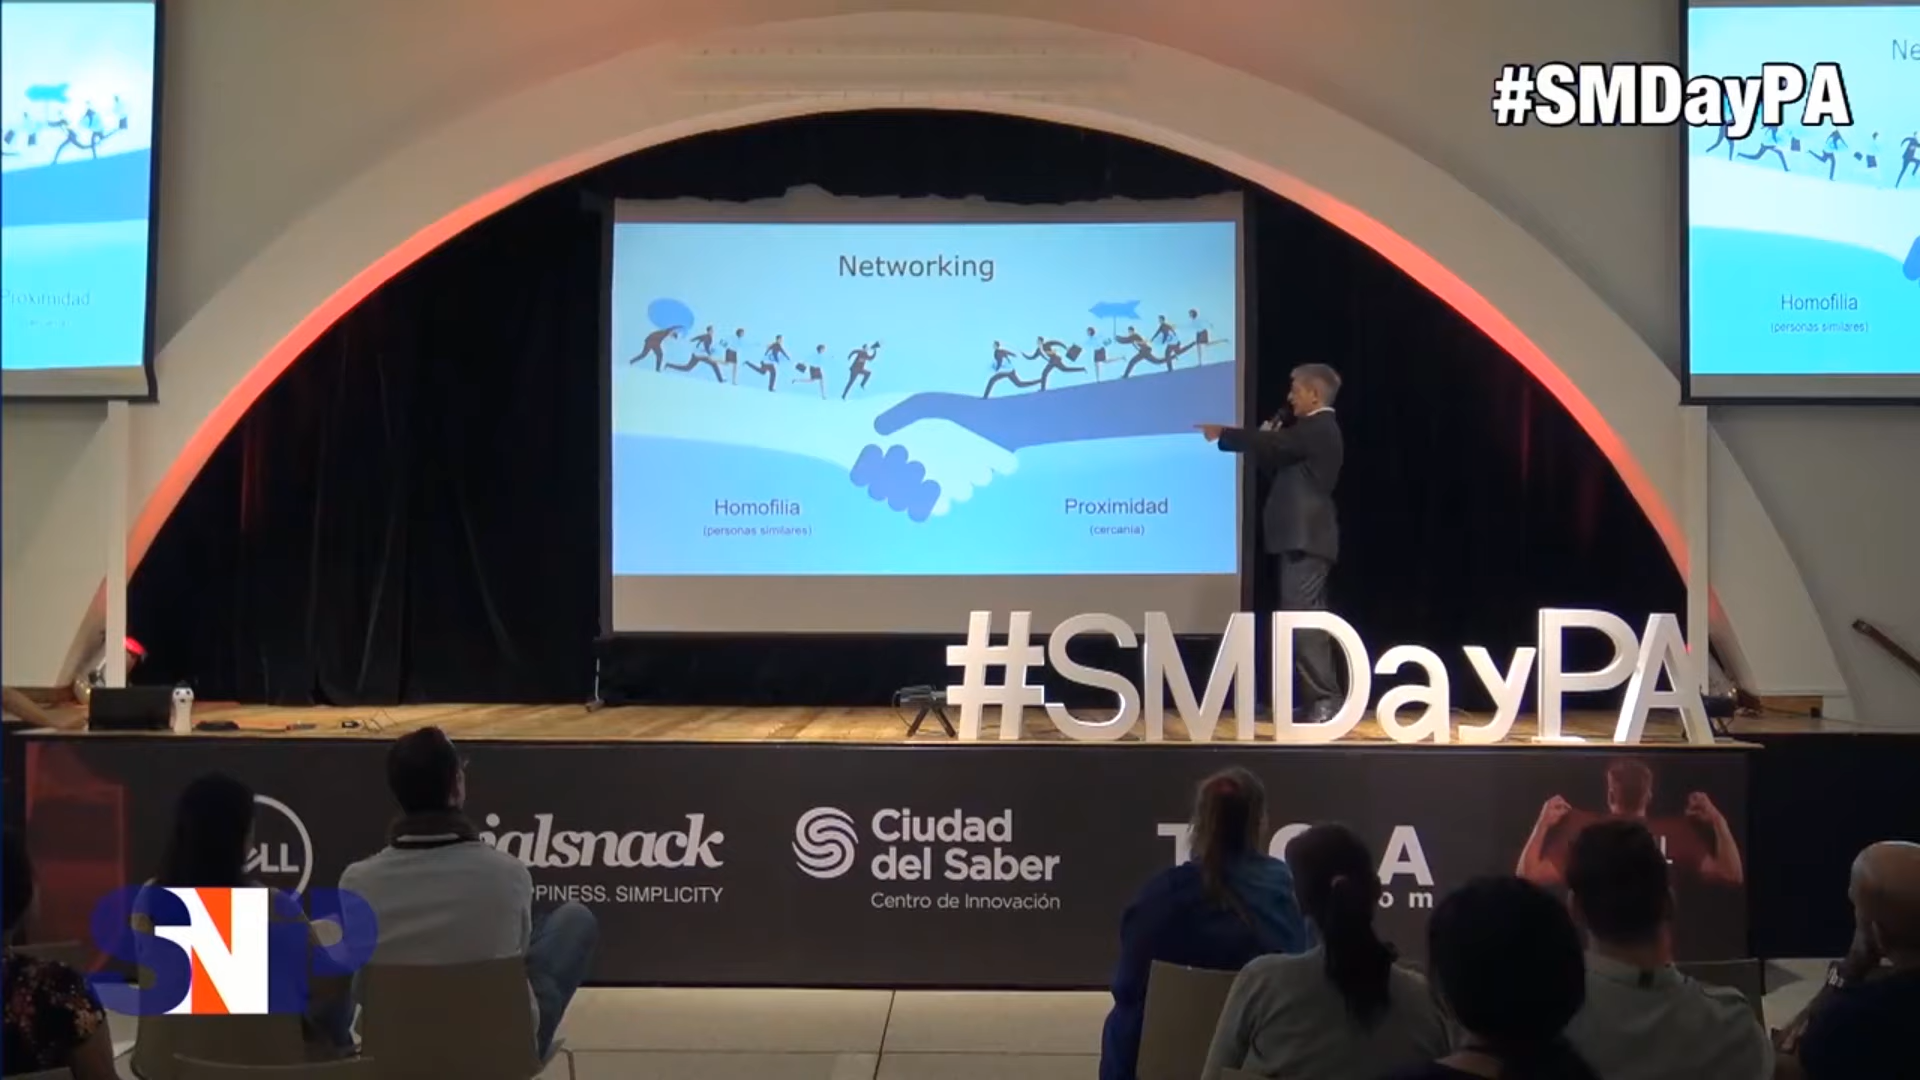 #SMDayPA
Networking
Homofilia
(personas similares)
Proximidad
(cercanía)
Proximidad
Homofilia
(personas similares)
#SMDayPA
Ciudad
del Saber
Centro de Innovación
SIMPLICITY
SNP